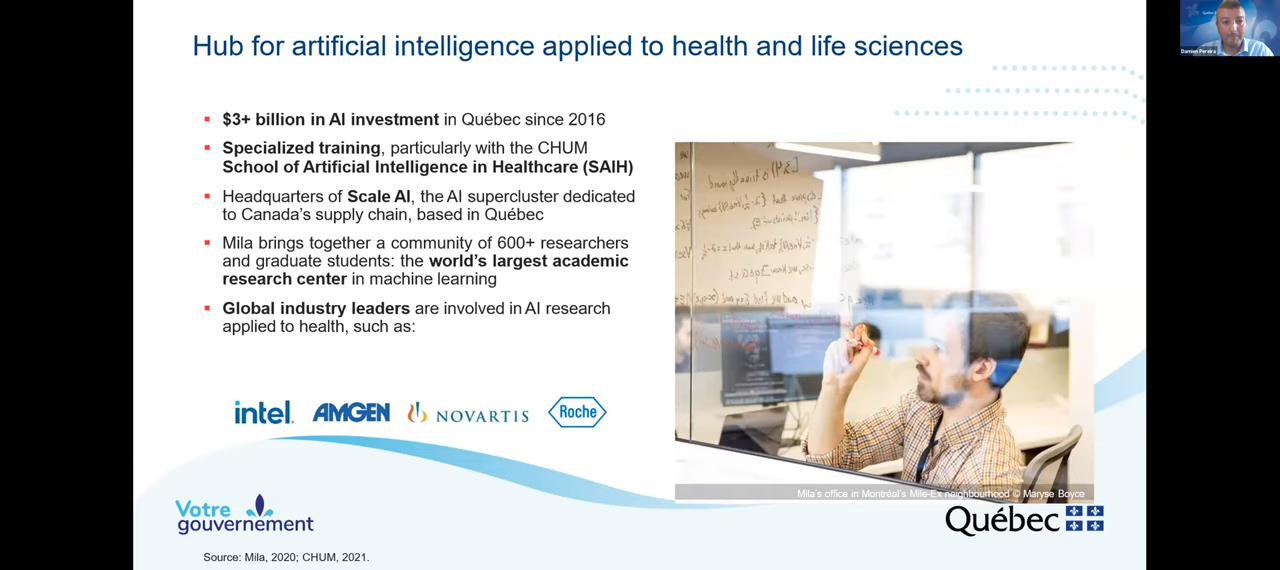 Hub for artificial intelligence applied to health and life sciences
Damien Pereira
▪ $3+ billion in AI investment in Québec since 2016
▪ Specialized training, particularly with the CHUM
School of Artificial Intelligence in Healthcare (SAIH)
▪ Headquarters of Scale AI, the AI supercluster dedicated
to Canada's supply chain, based in Québec
▪ Mila brings together a community of 600+ researchers
and graduate students: the world's largest academic
research center in machine learning
▪ Global industry leaders are involved in AI research
applied to health, such as:
intel. AMGEN NOVARTIS Roche
Mila's office in Montréal's Mile-Ex neighbourhood © Maryse Boyce
Votre
gouvernement
Québec
Source: Mila, 2020; CHUM, 2021.